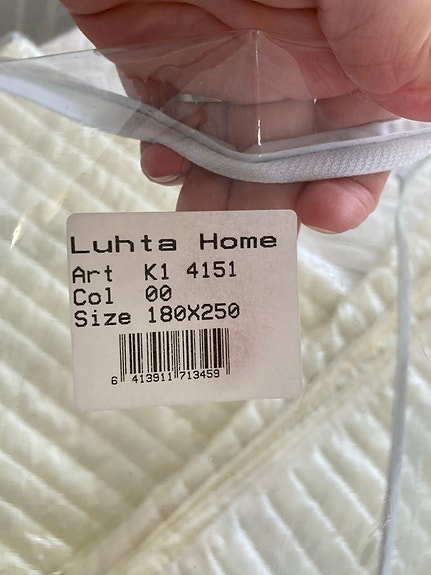 Luhta Home
Art K1 4151
Col 00
Size 180X250
6 413911 713459